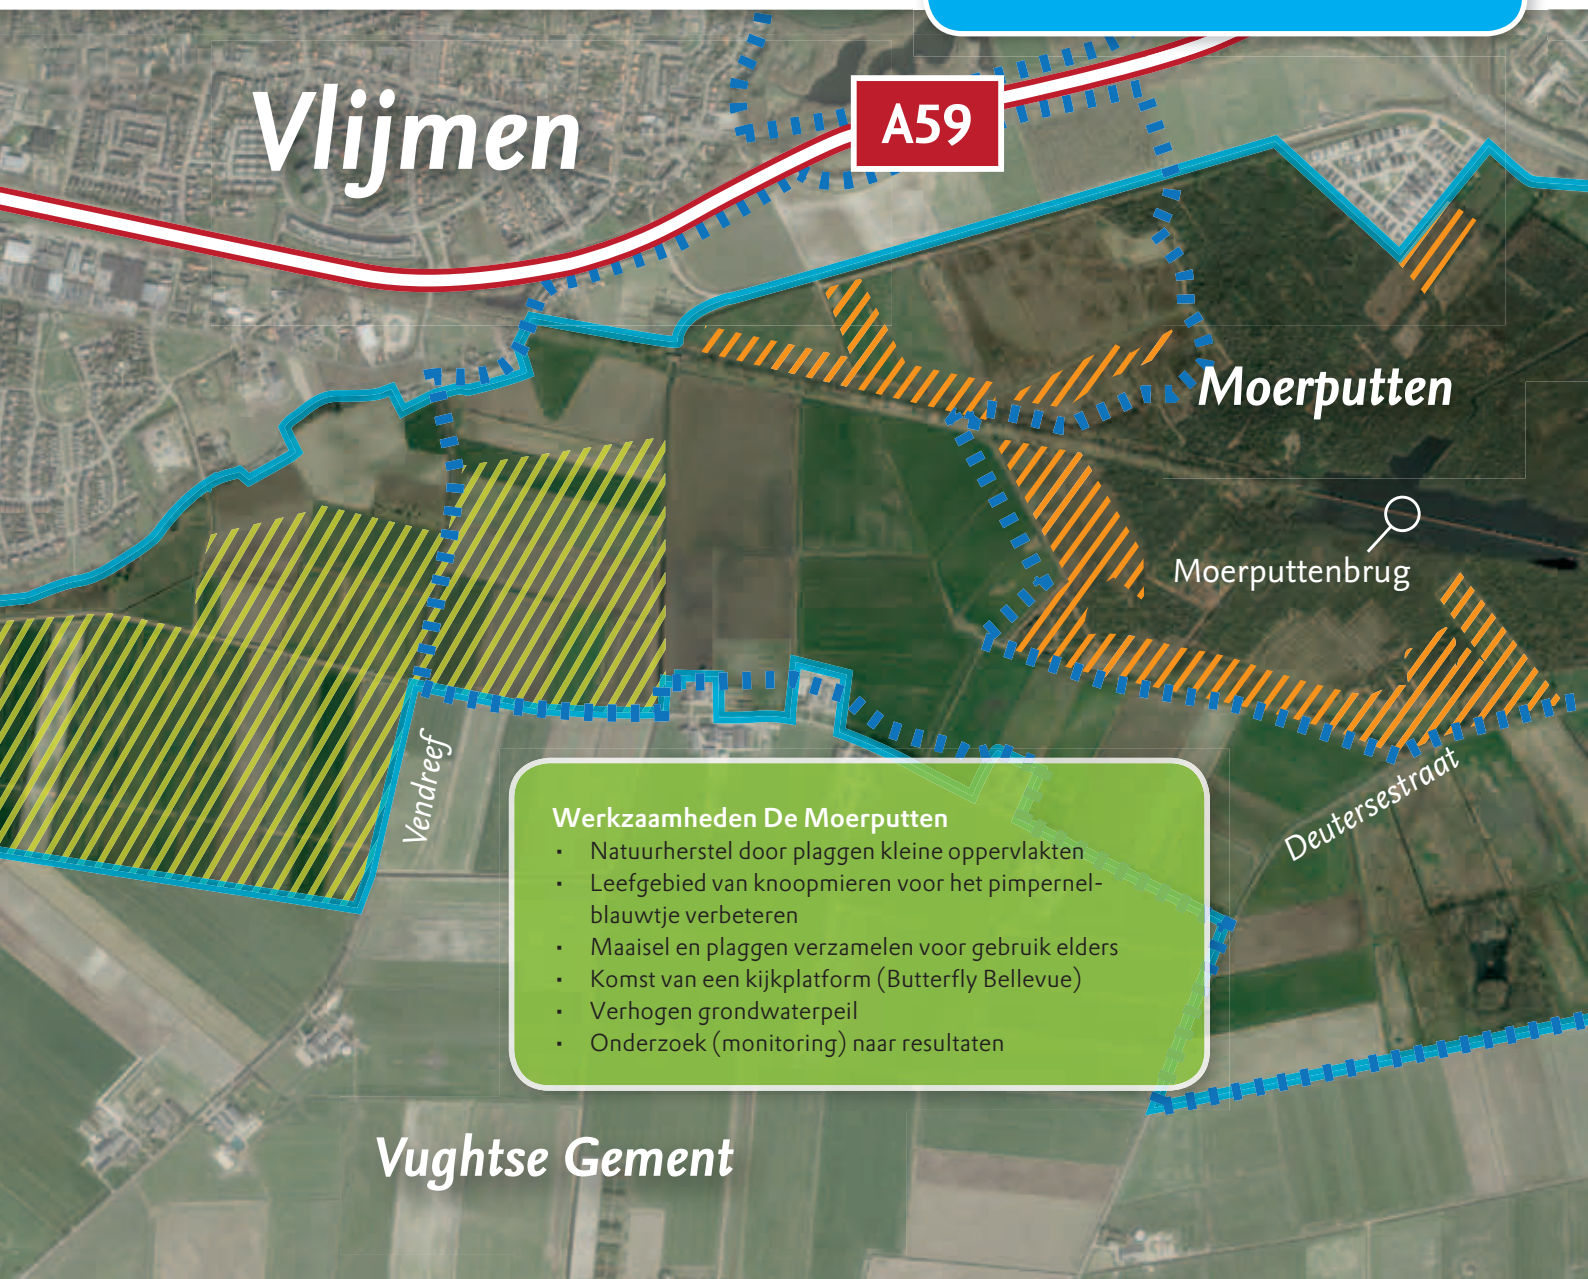 Vlijmen
A59
Moerputten
Moerputtenbrug
Vendreef
Deutersestraat
Werkzaamheden De Moerputten
· Natuurherstel door plaggen kleine oppervlakten
· Leefgebied van knoopmieren voor het pimpernel-
blauwtje verbeteren
· Maaisel en plaggen verzamelen voor gebruik elders
· Komst van een kijkplatform (Butterfly Bellevue)
· Verhogen grondwaterpeil
· Onderzoek (monitoring) naar resultaten
Vughtse Gement